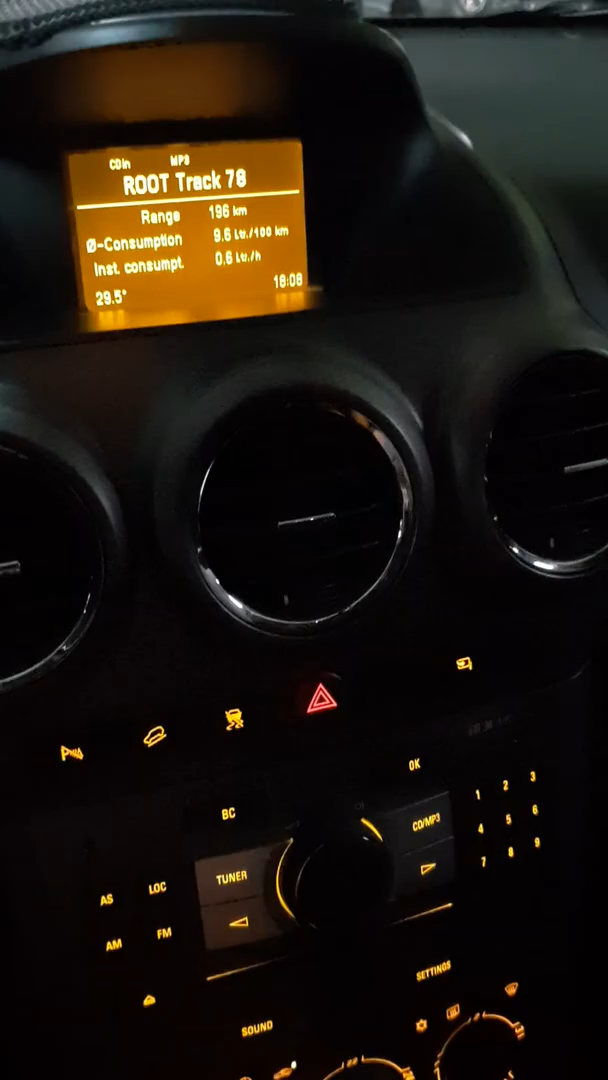 CD in MP3
ROOT Track 78
Range 196 km
Ø-Consumption 9.6 Ltr./100 km
Inst. consumpt. 0.6 Ltr./h
29.5° 18:08
OK
BC
1 2 3
CD/MP3
4 5 6
TUNER
7 8 9
AS LOC
AM FM
SETTINGS
SOUND